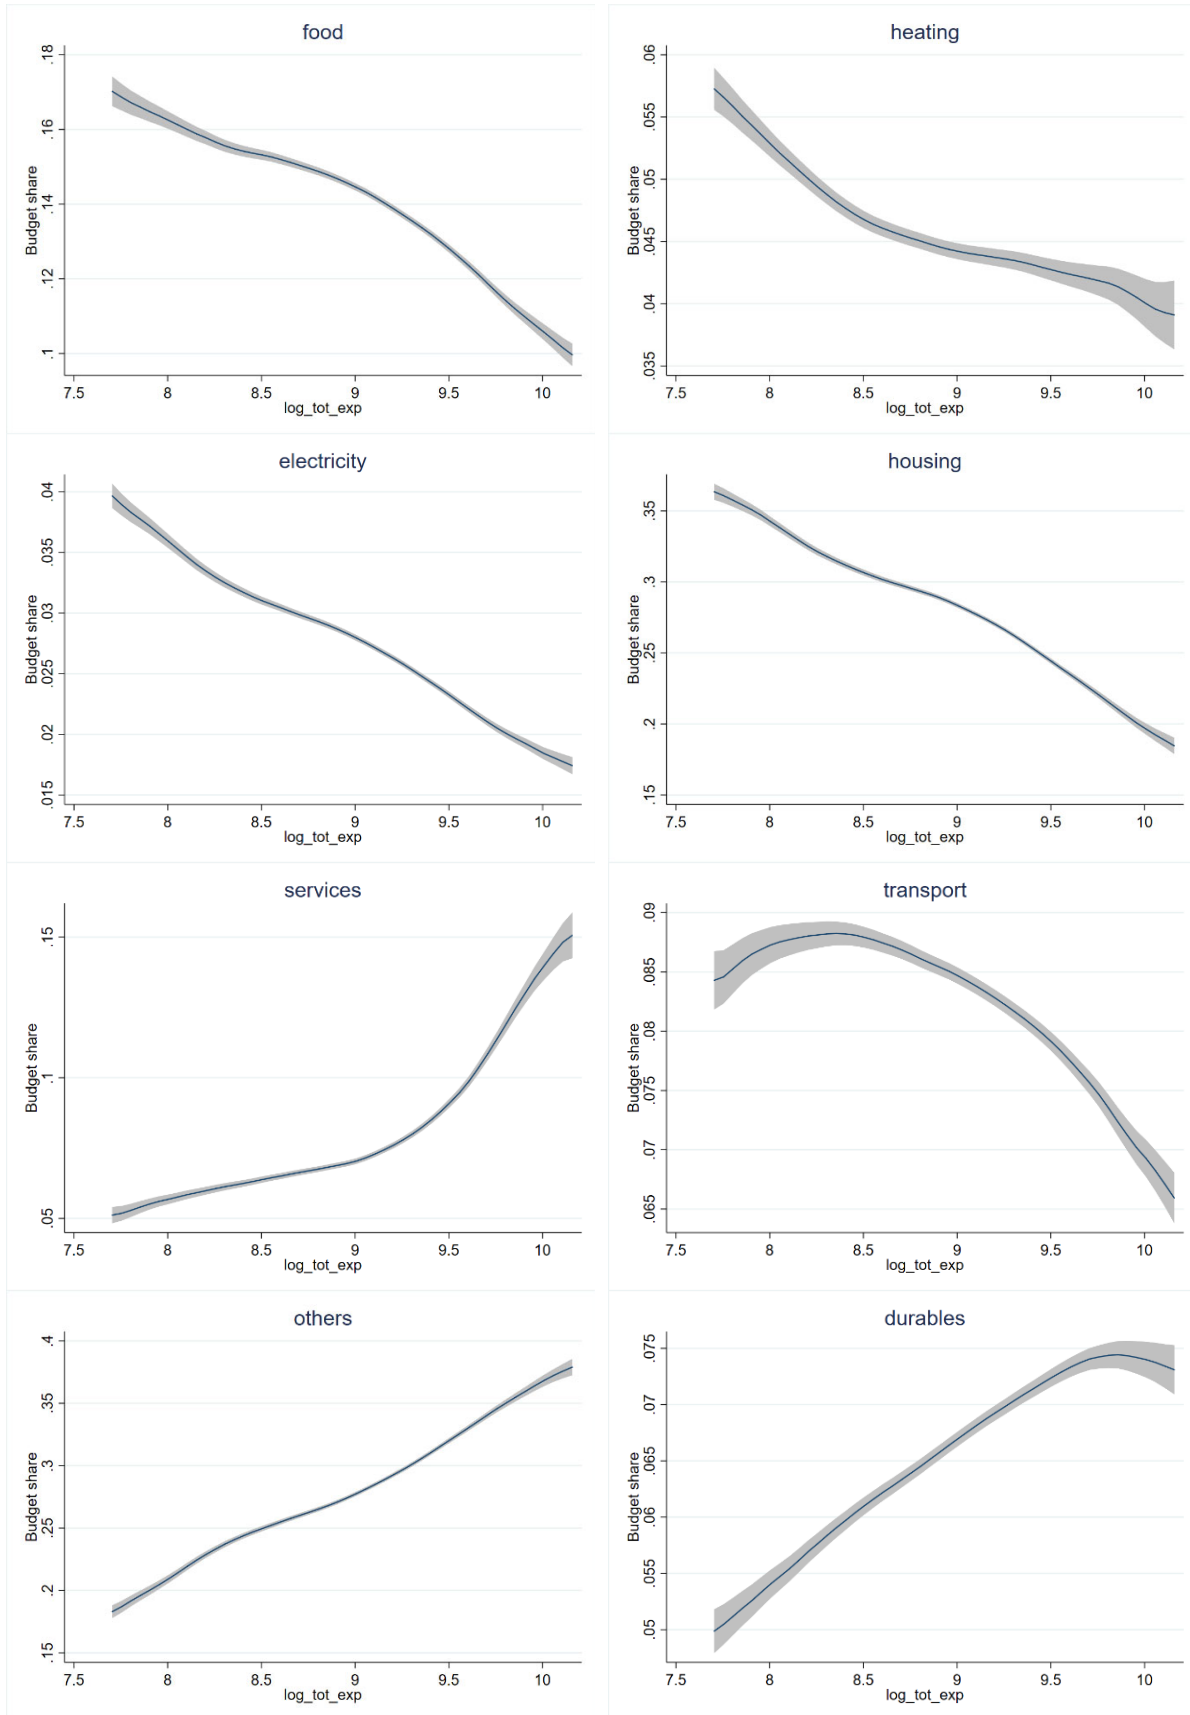 food
.18
.16
.14
.12
.1
Budget share
7.5 8 8.5 9 9.5 10
log_tot_exp
heating
.06
.055
.05
.045
.04
.035
Budget share
7.5 8 8.5 9 9.5 10
log_tot_exp
electricity
.04
.035
.03
.025
.02
.015
Budget share
7.5 8 8.5 9 9.5 10
log_tot_exp
housing
.35
.3
.25
.2
.15
Budget share
7.5 8 8.5 9 9.5 10
log_tot_exp
services
.15
.1
.05
Budget share
7.5 8 8.5 9 9.5 10
log_tot_exp
transport
.09
.085
.08
.075
.07
.065
Budget share
7.5 8 8.5 9 9.5 10
log_tot_exp
others
.4
.35
.3
.25
.2
.15
Budget share
7.5 8 8.5 9 9.5 10
log_tot_exp
durables
.075
.07
.065
.06
.055
.05
Budget share
7.5 8 8.5 9 9.5 10
log_tot_exp